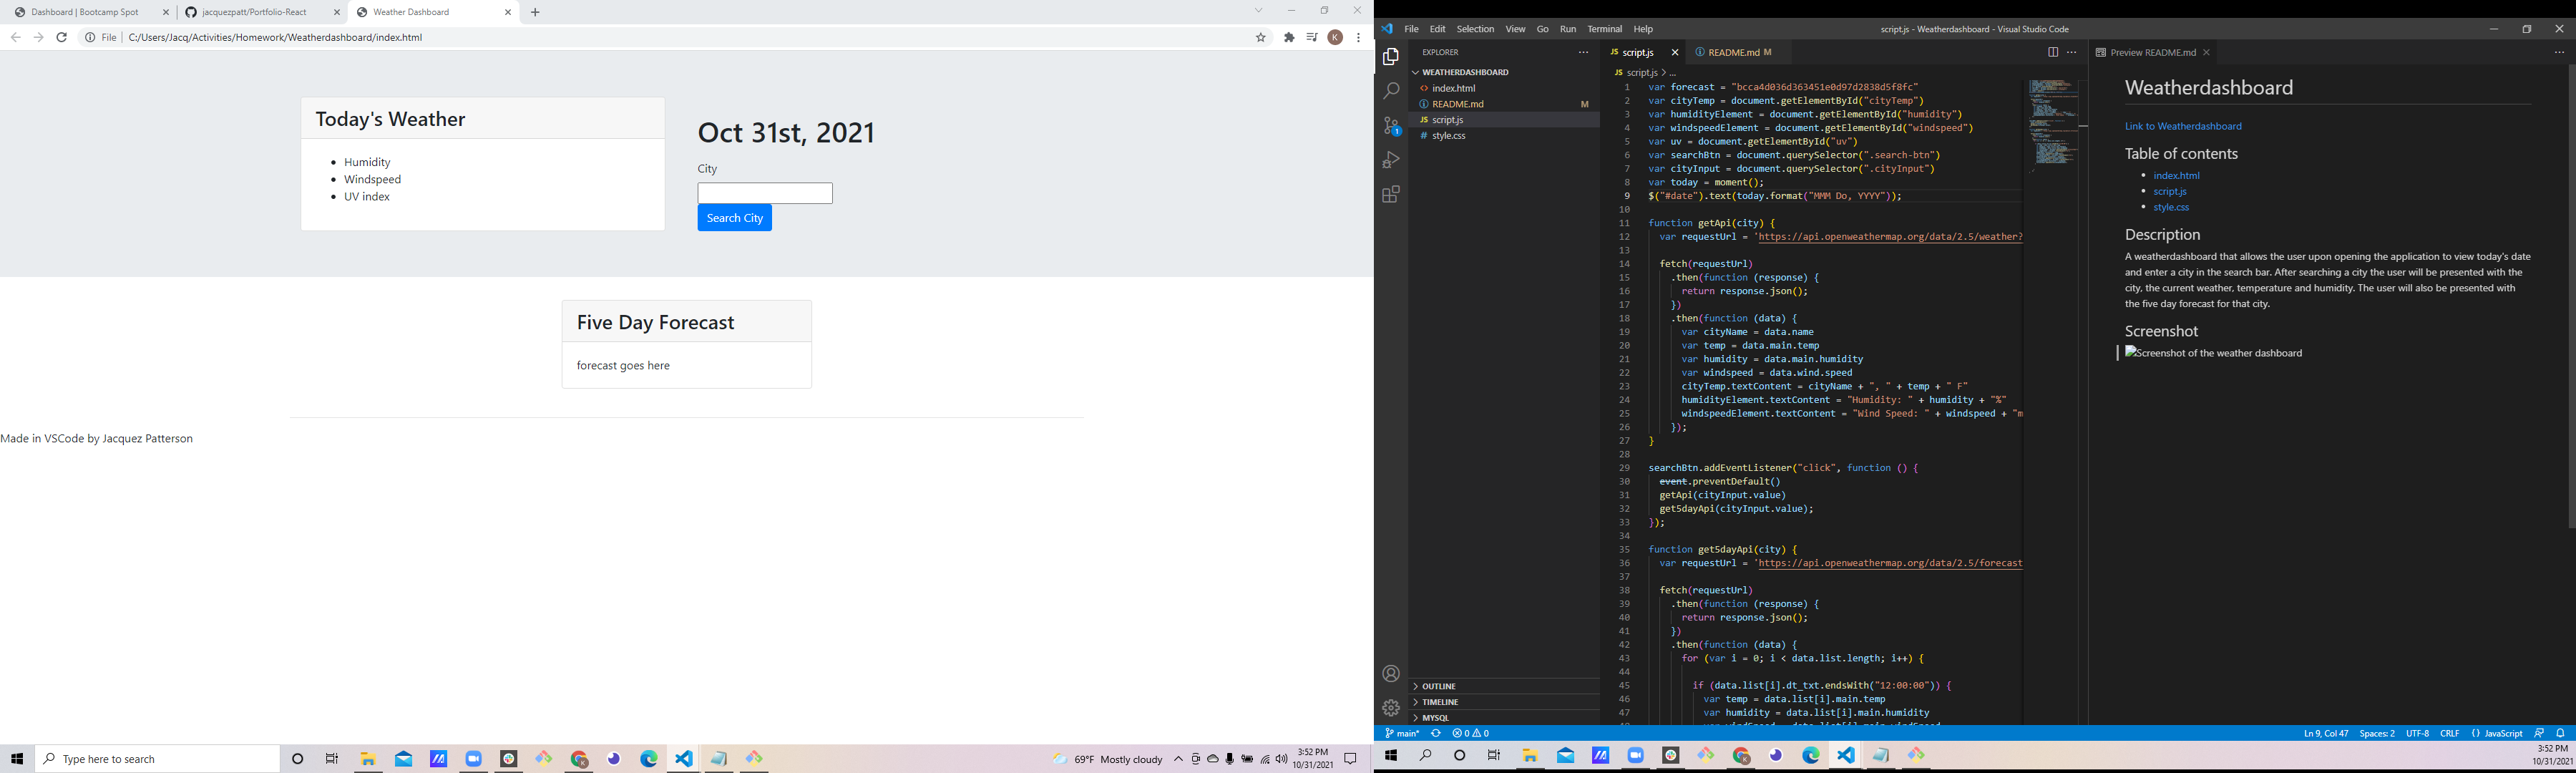 Dashboard | Bootcamp Spot
jacquezpatt/Portfolio-React
Weather Dashboard
File | C:/Users/Jacq/Activities/Homework/Weatherdashboard/index.html
K
Today's Weather
Humidity
Windspeed
UV index
Oct 31st, 2021
City
Search City
Five Day Forecast
forecast goes here
Made in VSCode by Jacquez Patterson
Type here to search
69°F Mostly cloudy
3:52 PM
10/31/2021
File Edit Selection View Go Run Terminal Help
script.js - Weatherdashboard - Visual Studio Code
EXPLORER
WEATHERDASHBOARD
index.html
README.md M
script.js
style.css
OUTLINE
TIMELINE
MYSQL
script.js
README.md M
script.js > ...
1 var forecast = "bcca4d036d363451e0d97d2838d5f8fc"
2 var cityTemp = document.getElementById("cityTemp")
3 var humidityElement = document.getElementById("humidity")
4 var windspeedElement = document.getElementById("windspeed")
5 var uv = document.getElementById("uv")
6 var searchBtn = document.querySelector(".search-btn")
7 var cityInput = document.querySelector(".cityInput")
8 var today = moment();
9 $("#date").text(today.format("MMM Do, YYYY"));
10
11 function getApi(city) {
12 var requestUrl = 'https://api.openweathermap.org/data/2.5/weather?
13
14 fetch(requestUrl)
15 .then(function (response) {
16 return response.json();
17 })
18 .then(function (data) {
19 var cityName = data.name
20 var temp = data.main.temp
21 var humidity = data.main.humidity
22 var windspeed = data.wind.speed
23 cityTemp.textContent = cityName + ", " + temp + " F"
24 humidityElement.textContent = "Humidity: " + humidity + "%"
25 windspeedElement.textContent = "Wind Speed: " + windspeed + "m
26 });
27 }
28
29 searchBtn.addEventListener("click", function () {
30 event.preventDefault()
31 getApi(cityInput.value)
32 get5dayApi(cityInput.value);
33 });
34
35 function get5dayApi(city) {
36 var requestUrl = 'https://api.openweathermap.org/data/2.5/forecast
37
38 fetch(requestUrl)
39 .then(function (response) {
40 return response.json();
41 })
42 .then(function (data) {
43 for (var i = 0; i < data.list.length; i++) {
44
45 if (data.list[i].dt_txt.endsWith("12:00:00")) {
46 var temp = data.list[i].main.temp
47 var humidity = data.list[i].main.humidity
Preview README.md
Weatherdashboard
Link to Weatherdashboard
Table of contents
index.html
script.js
style.css
Description
A weatherdashboard that allows the user upon opening the application to view today's date
and enter a city in the search bar. After searching a city the user will be presented with the
city, the current weather, temperature and humidity. The user will also be presented with
the five day forecast for that city.
Screenshot
Screenshot of the weather dashboard
main* 0 0
Ln 9, Col 47 Spaces: 2 UTF-8 CRLF {} JavaScript
3:52 PM
10/31/2021